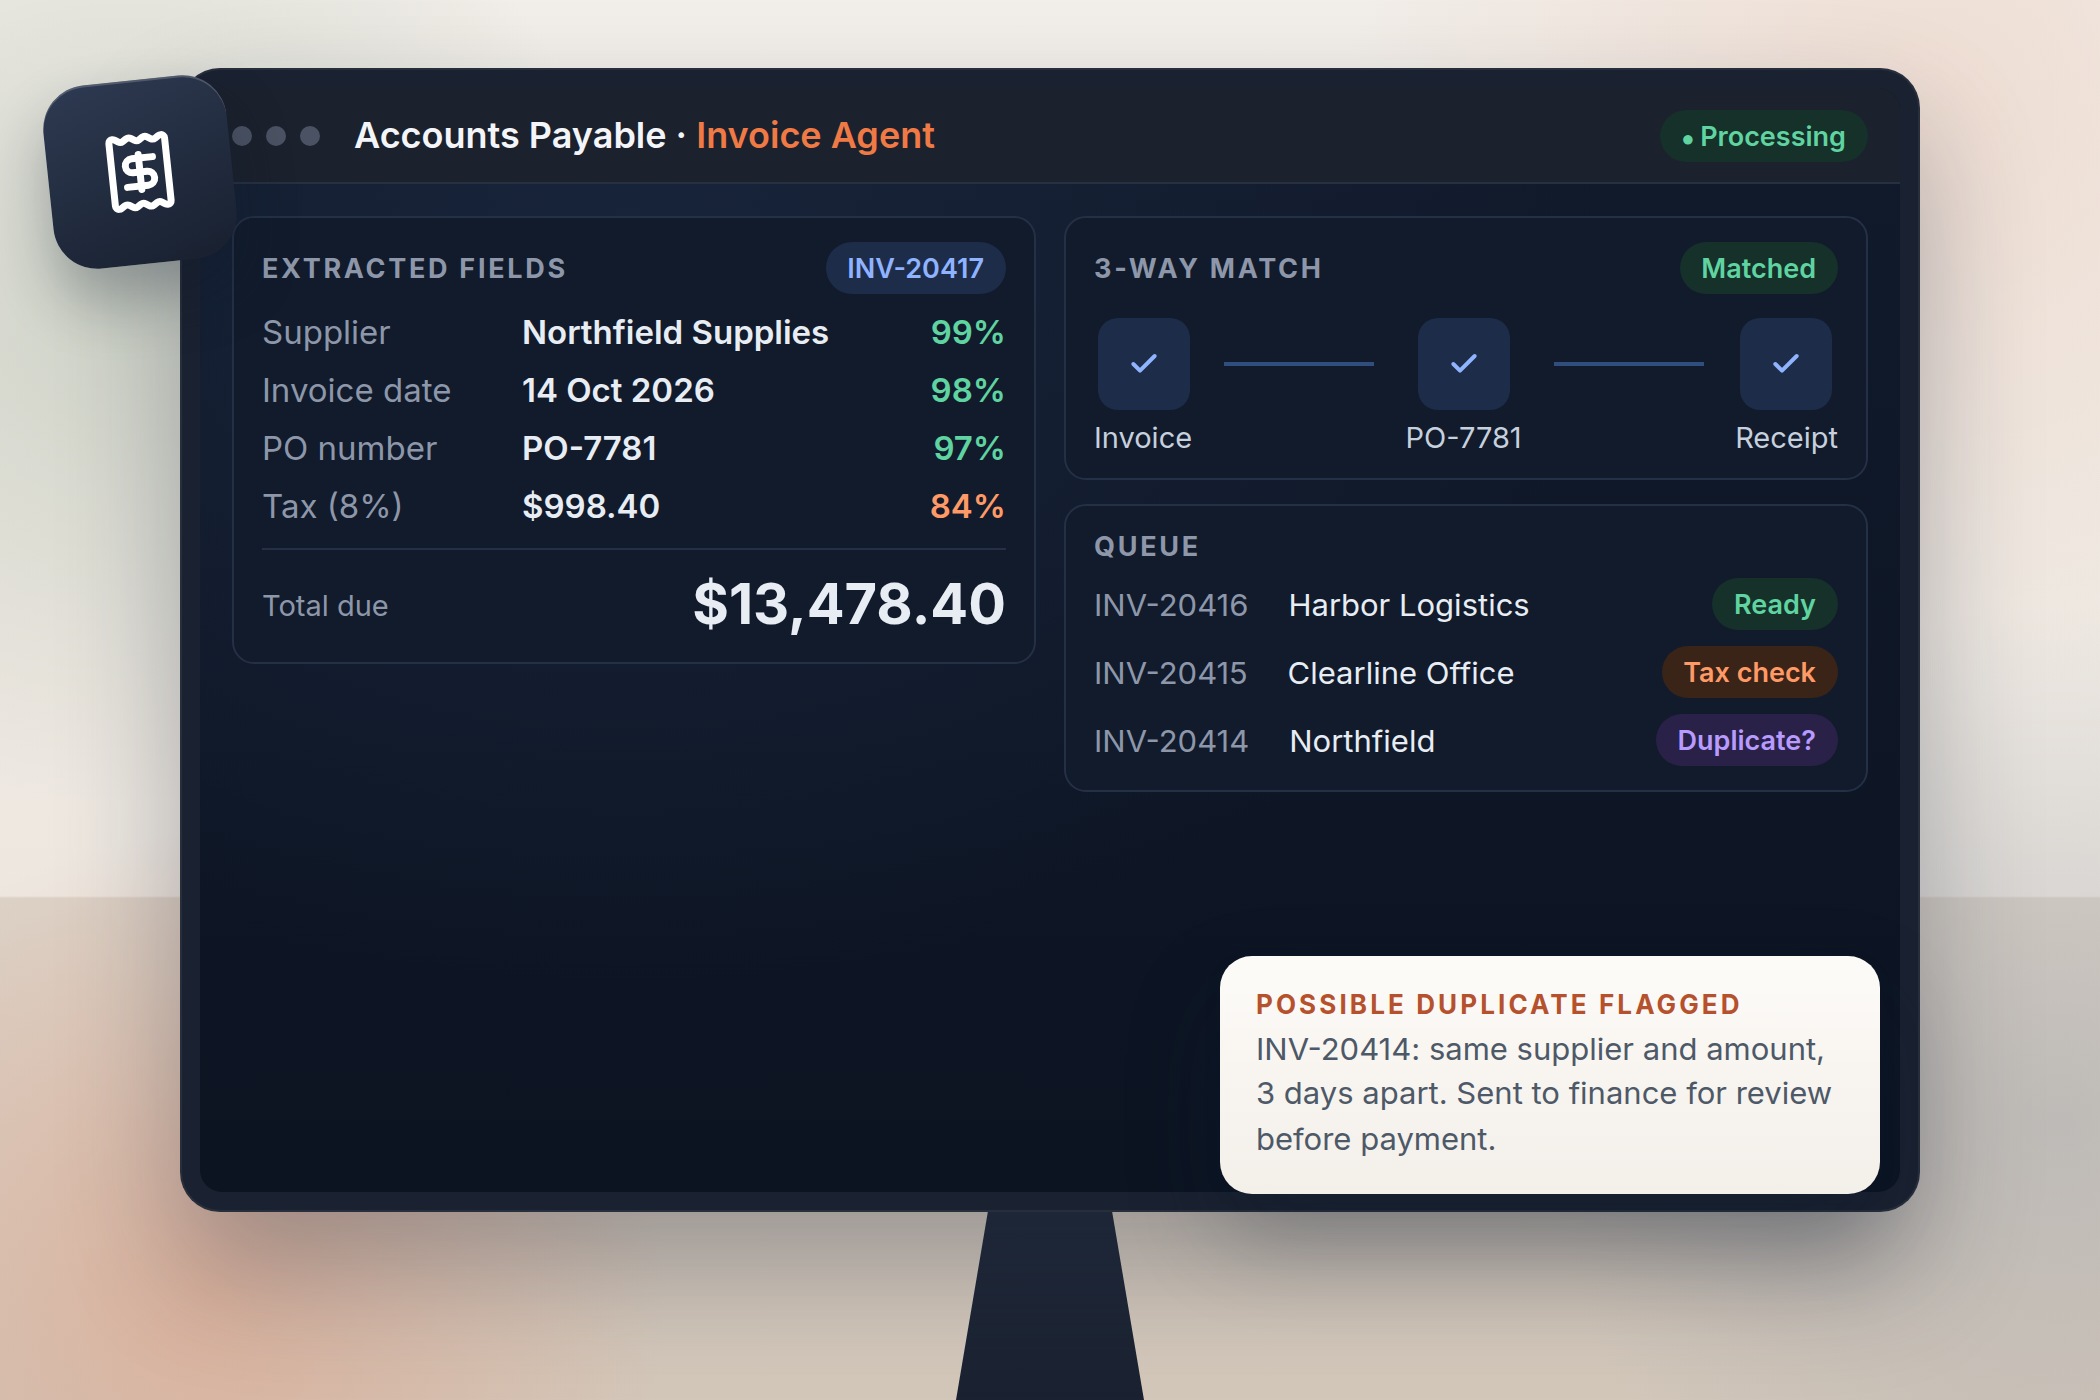 Accounts Payable · Invoice Agent
• Processing
EXTRACTED FIELDS INV-20417
Supplier Northfield Supplies 99%
Invoice date 14 Oct 2026 98%
PO number PO-7781 97%
Tax (8%) $998.40 84%
Total due $13,478.40
3-WAY MATCH Matched
Invoice PO-7781 Receipt
QUEUE
INV-20416 Harbor Logistics Ready
INV-20415 Clearline Office Tax check
INV-20414 Northfield Duplicate?
POSSIBLE DUPLICATE FLAGGED
INV-20414: same supplier and amount,
3 days apart. Sent to finance for review
before payment.